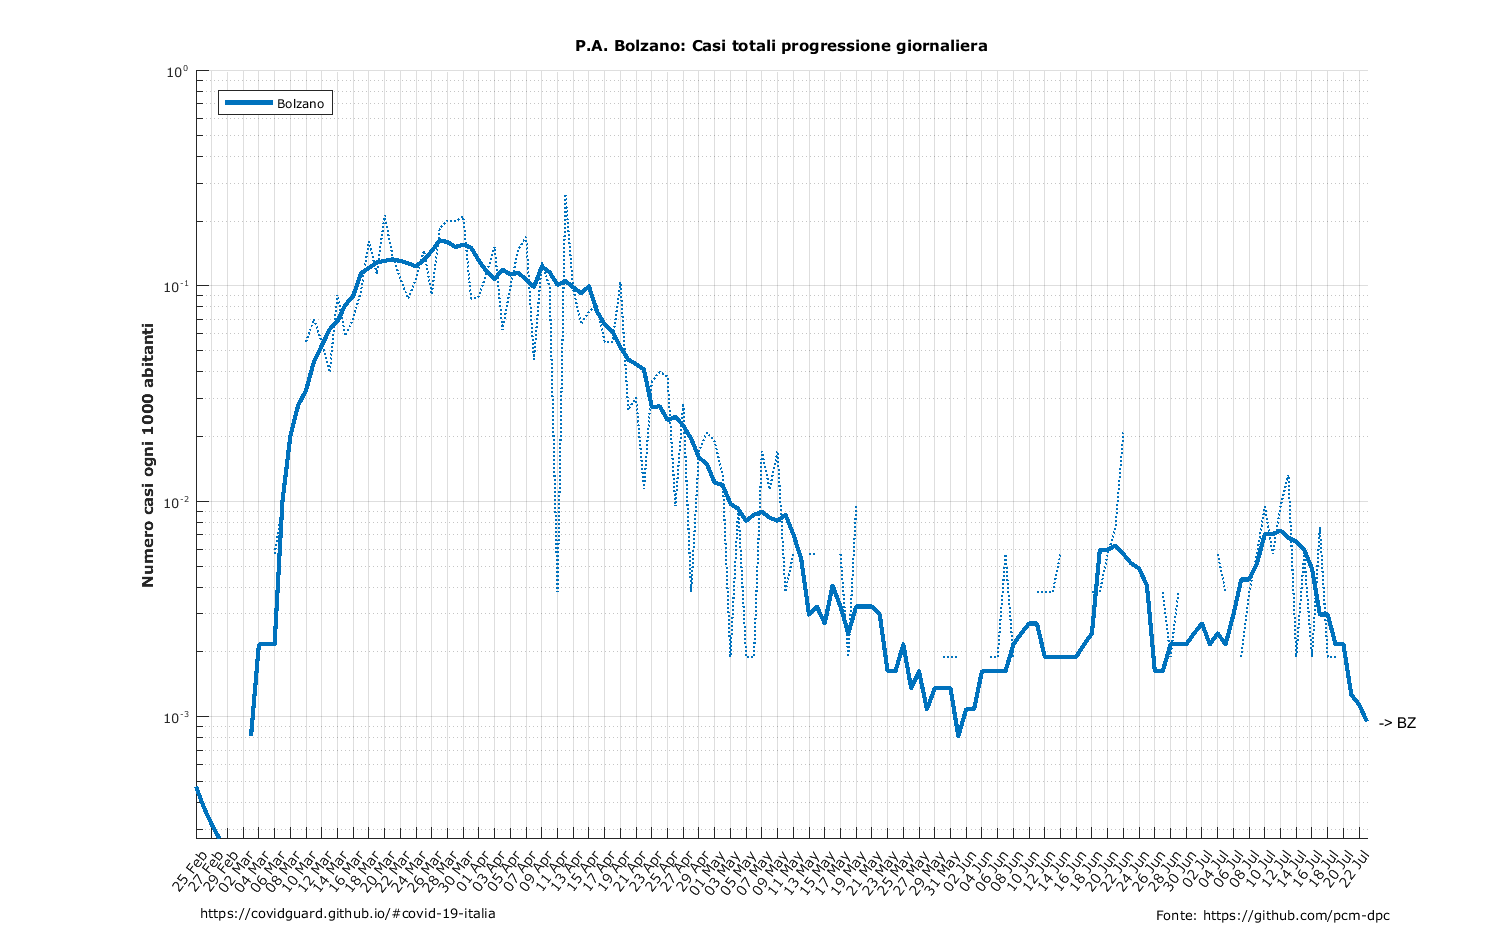 P.A. Bolzano: Casi totali progressione giornaliera
10^0
Bolzano
10^-1
10^-2
10^-3
Numero casi ogni 1000 abitanti
-> BZ
25 Feb
27 Feb
29 Feb
02 Mar
04 Mar
06 Mar
08 Mar
10 Mar
12 Mar
14 Mar
16 Mar
18 Mar
20 Mar
22 Mar
24 Mar
26 Mar
28 Mar
30 Mar
01 Apr
03 Apr
05 Apr
07 Apr
09 Apr
11 Apr
13 Apr
15 Apr
17 Apr
19 Apr
21 Apr
23 Apr
25 Apr
27 Apr
29 Apr
01 May
03 May
05 May
07 May
09 May
11 May
13 May
15 May
17 May
19 May
21 May
23 May
25 May
27 May
29 May
31 May
02 Jun
04 Jun
06 Jun
08 Jun
10 Jun
12 Jun
14 Jun
16 Jun
18 Jun
20 Jun
22 Jun
24 Jun
26 Jun
28 Jun
30 Jun
02 Jul
04 Jul
06 Jul
08 Jul
10 Jul
12 Jul
14 Jul
16 Jul
18 Jul
20 Jul
22 Jul
https://covidguard.github.io/#covid-19-italia
Fonte: https://github.com/pcm-dpc